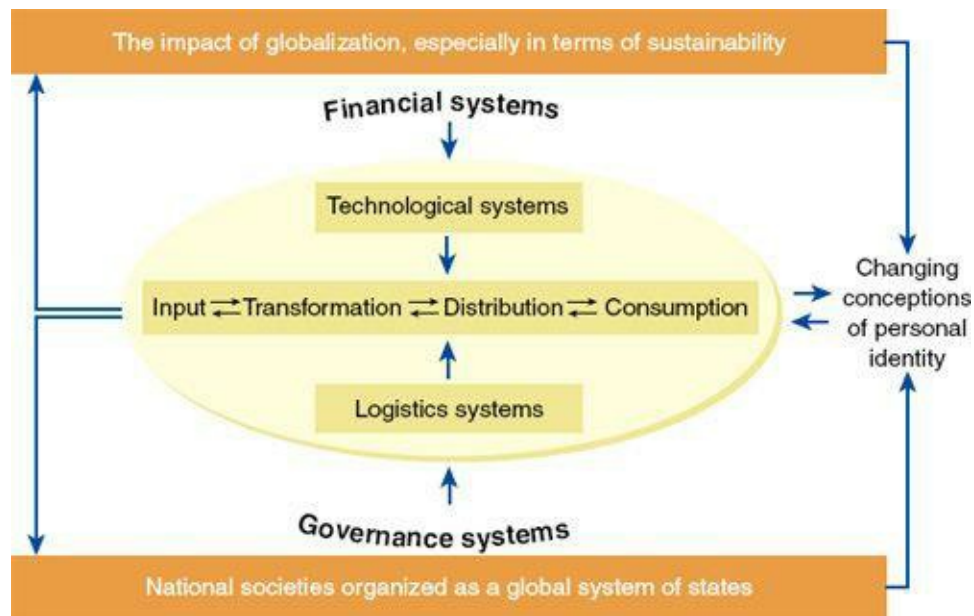 The impact of globalization, especially in terms of sustainability
Financial systems
Technological systems
Input Transformation Distribution Consumption
Changing
conceptions
of personal
identity
Logistics systems
Governance systems
National societies organized as a global system of states